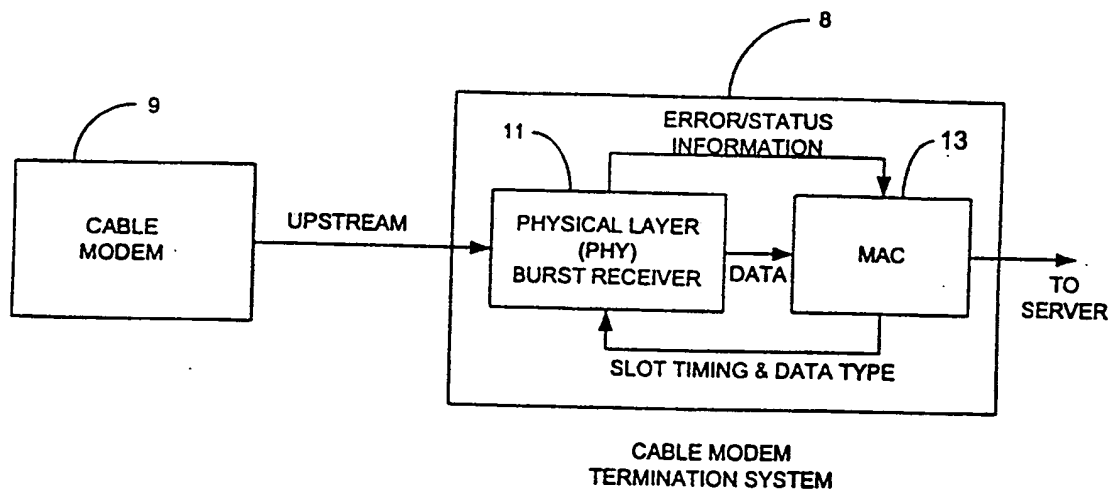 8
9
ERROR/STATUS
INFORMATION
11
13
CABLE
MODEM
UPSTREAM
PHYSICAL LAYER
(PHY)
BURST RECEIVER
DATA
MAC
TO
SERVER
SLOT TIMING & DATA TYPE
CABLE MODEM
TERMINATION SYSTEM